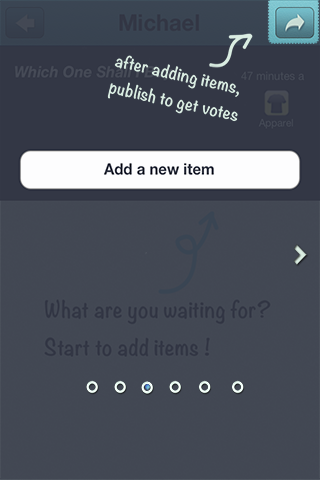 Michael
Which One Shall I
47 minutes a
after adding items,
publish to get votes
Apparel
Add a new item
What are you waiting for?
Start to add items !